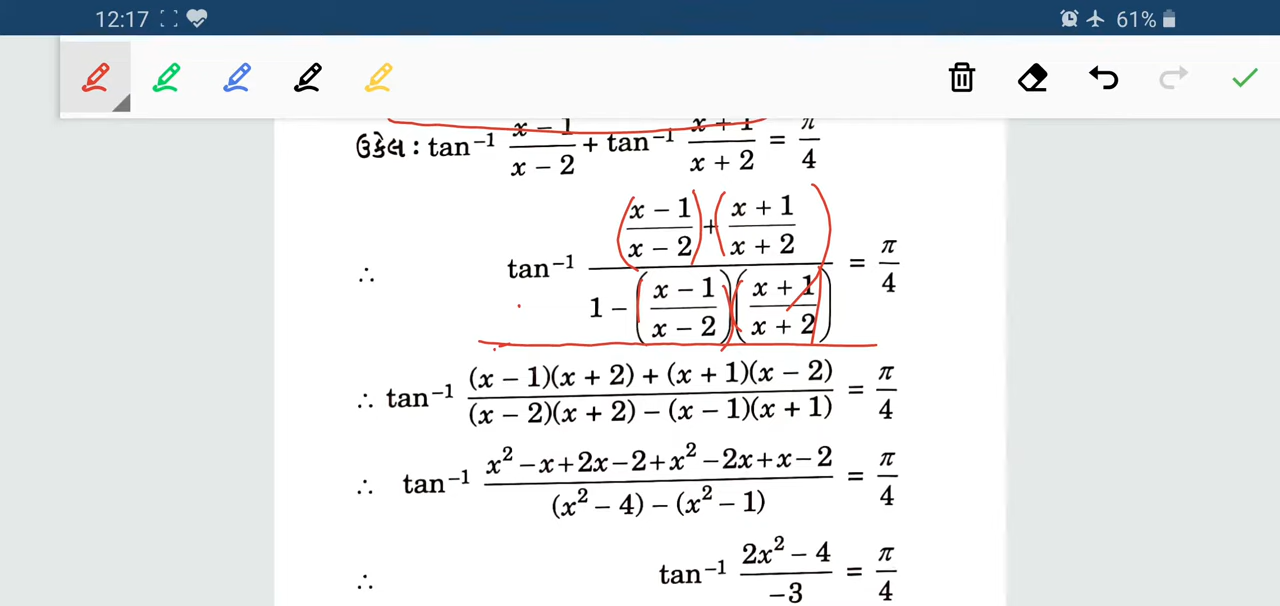 12:17 61%
ઉકેલ : tan⁻¹ (x − 1)/(x − 2) + tan⁻¹ (x + 1)/(x + 2) = π/4
∴ tan⁻¹ [((x − 1)/(x − 2)) + ((x + 1)/(x + 2))] / [1 − ((x − 1)/(x − 2))((x + 1)/(x + 2))] = π/4
∴ tan⁻¹ [(x − 1)(x + 2) + (x + 1)(x − 2)] / [(x − 2)(x + 2) − (x − 1)(x + 1)] = π/4
∴ tan⁻¹ [x² − x + 2x − 2 + x² − 2x + x − 2] / [(x² − 4) − (x² − 1)] = π/4
∴ tan⁻¹ (2x² − 4)/(−3) = π/4